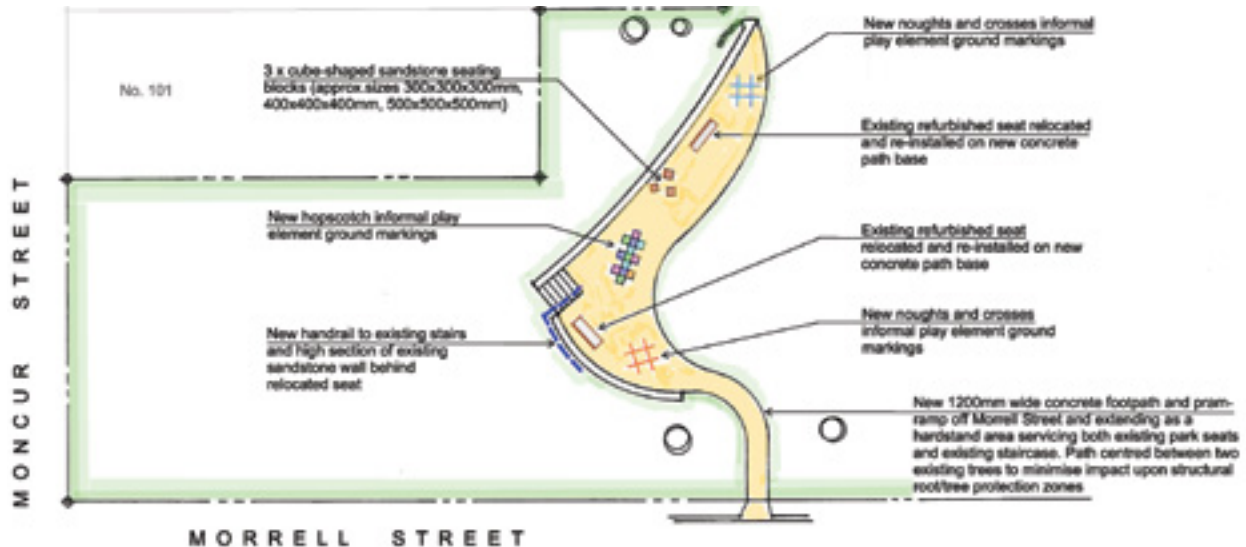 New noughts and crosses informal
play element ground markings
3 x cube-shaped sandstone seating
blocks (approx.sizes 300x300x300mm,
400x400x400mm, 500x500x500mm)
No. 101
Existing refurbished seat relocated
and re-installed on new concrete
path base
New hopscotch informal play
element ground markings
Existing refurbished seat
relocated and re-installed on new
concrete path base
New noughts and crosses
informal play element ground
markings
New handrail to existing stairs
and high section of existing
sandstone wall behind
relocated seat
New 1200mm wide concrete footpath and pram-
ramp off Morrell Street and extending as a
hardstand area servicing both existing park seats
and existing staircase. Path centred between two
existing trees to minimise impact upon structural
root/tree protection zones
MONCUR STREET
MORRELL STREET